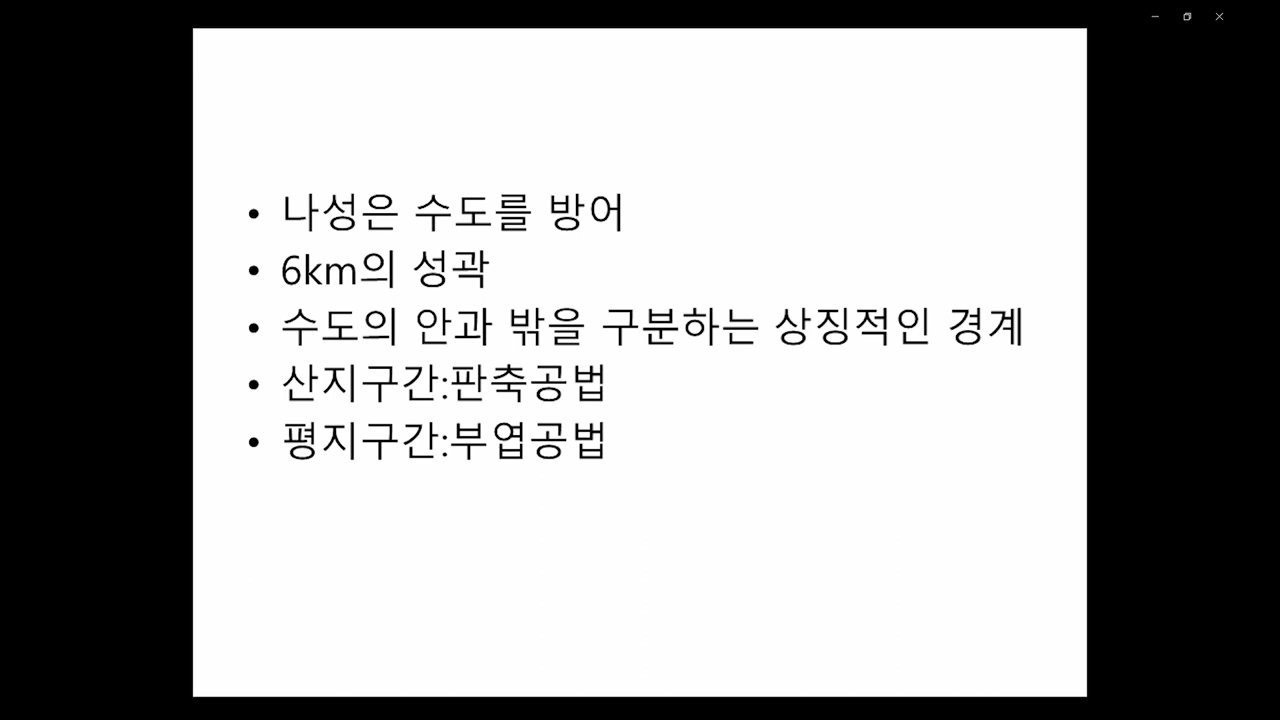 • 나성은 수도를 방어
• 6km의 성곽
• 수도의 안과 밖을 구분하는 상징적인 경계
• 산지구간:판축공법
• 평지구간:부엽공법